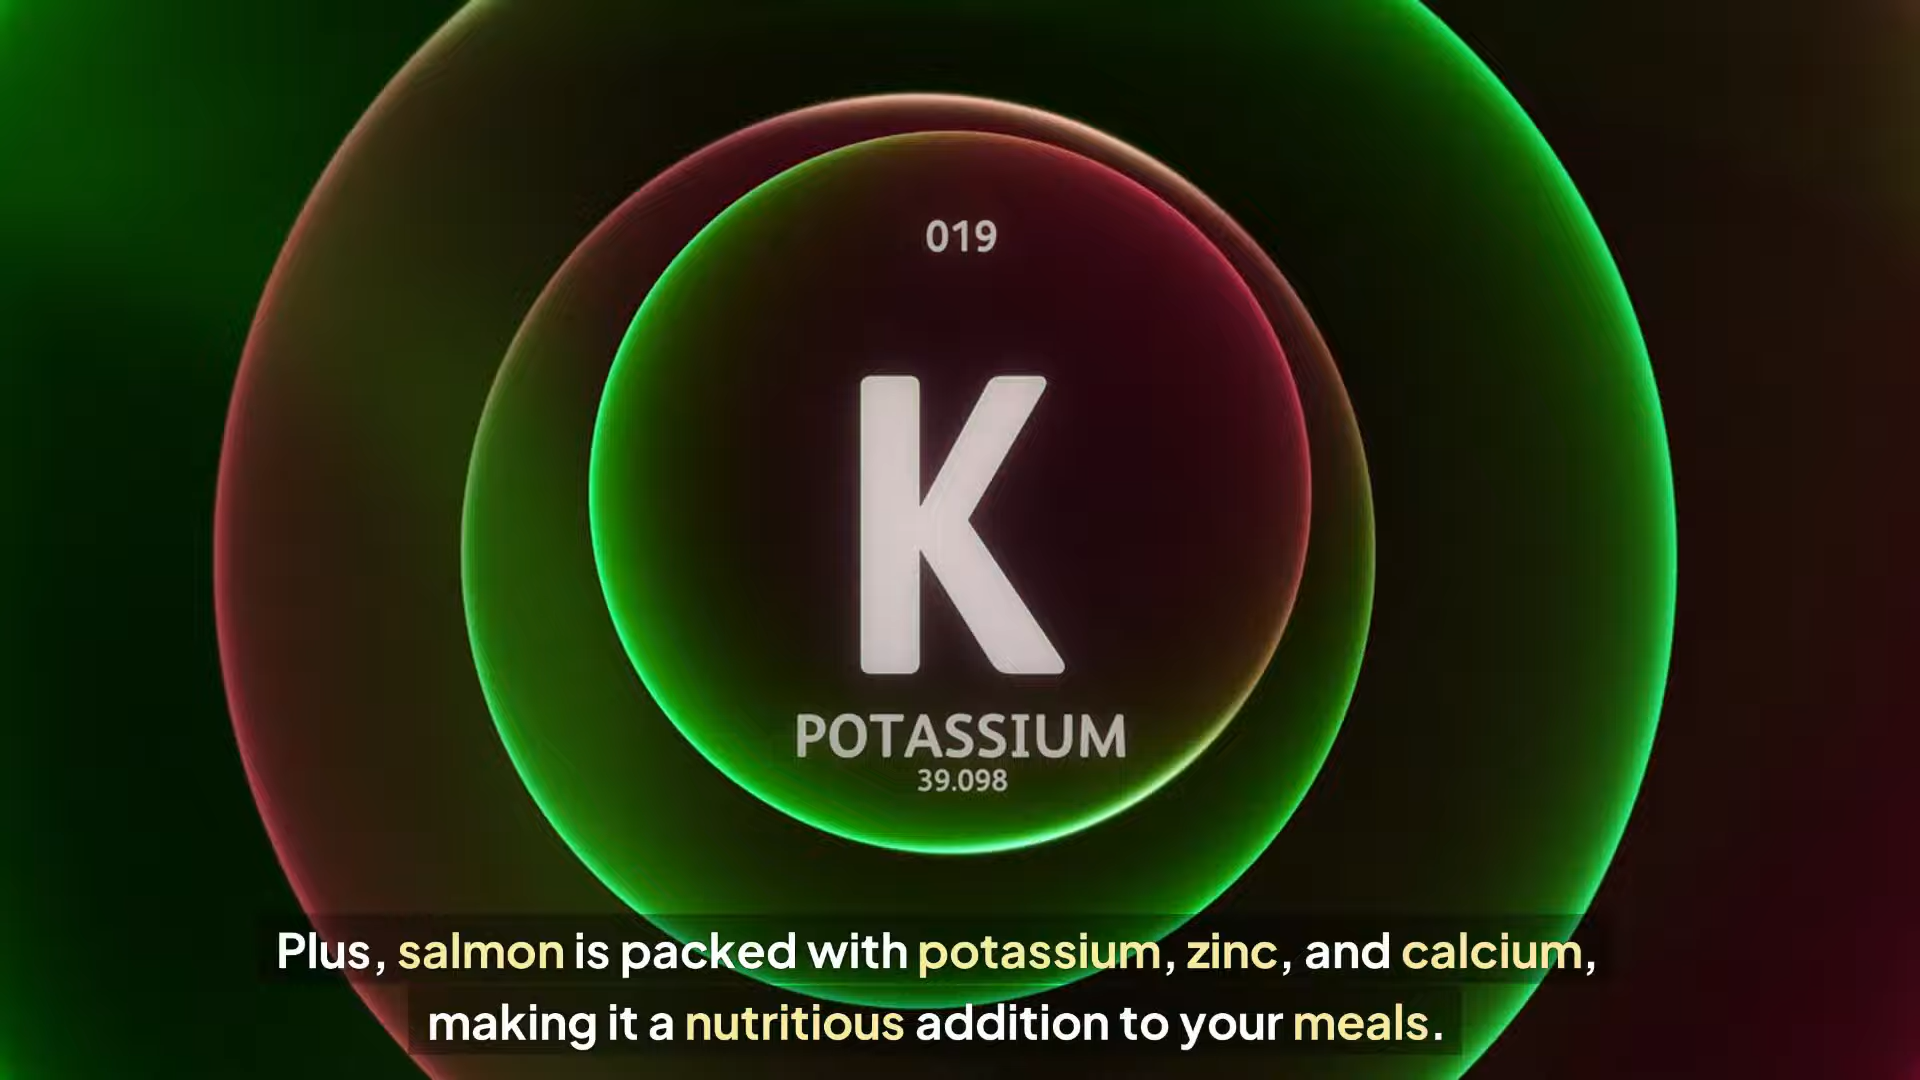 019
K
POTASSIUM
39.098
Plus, salmon is packed with potassium, zinc, and calcium,
making it a nutritious addition to your meals.